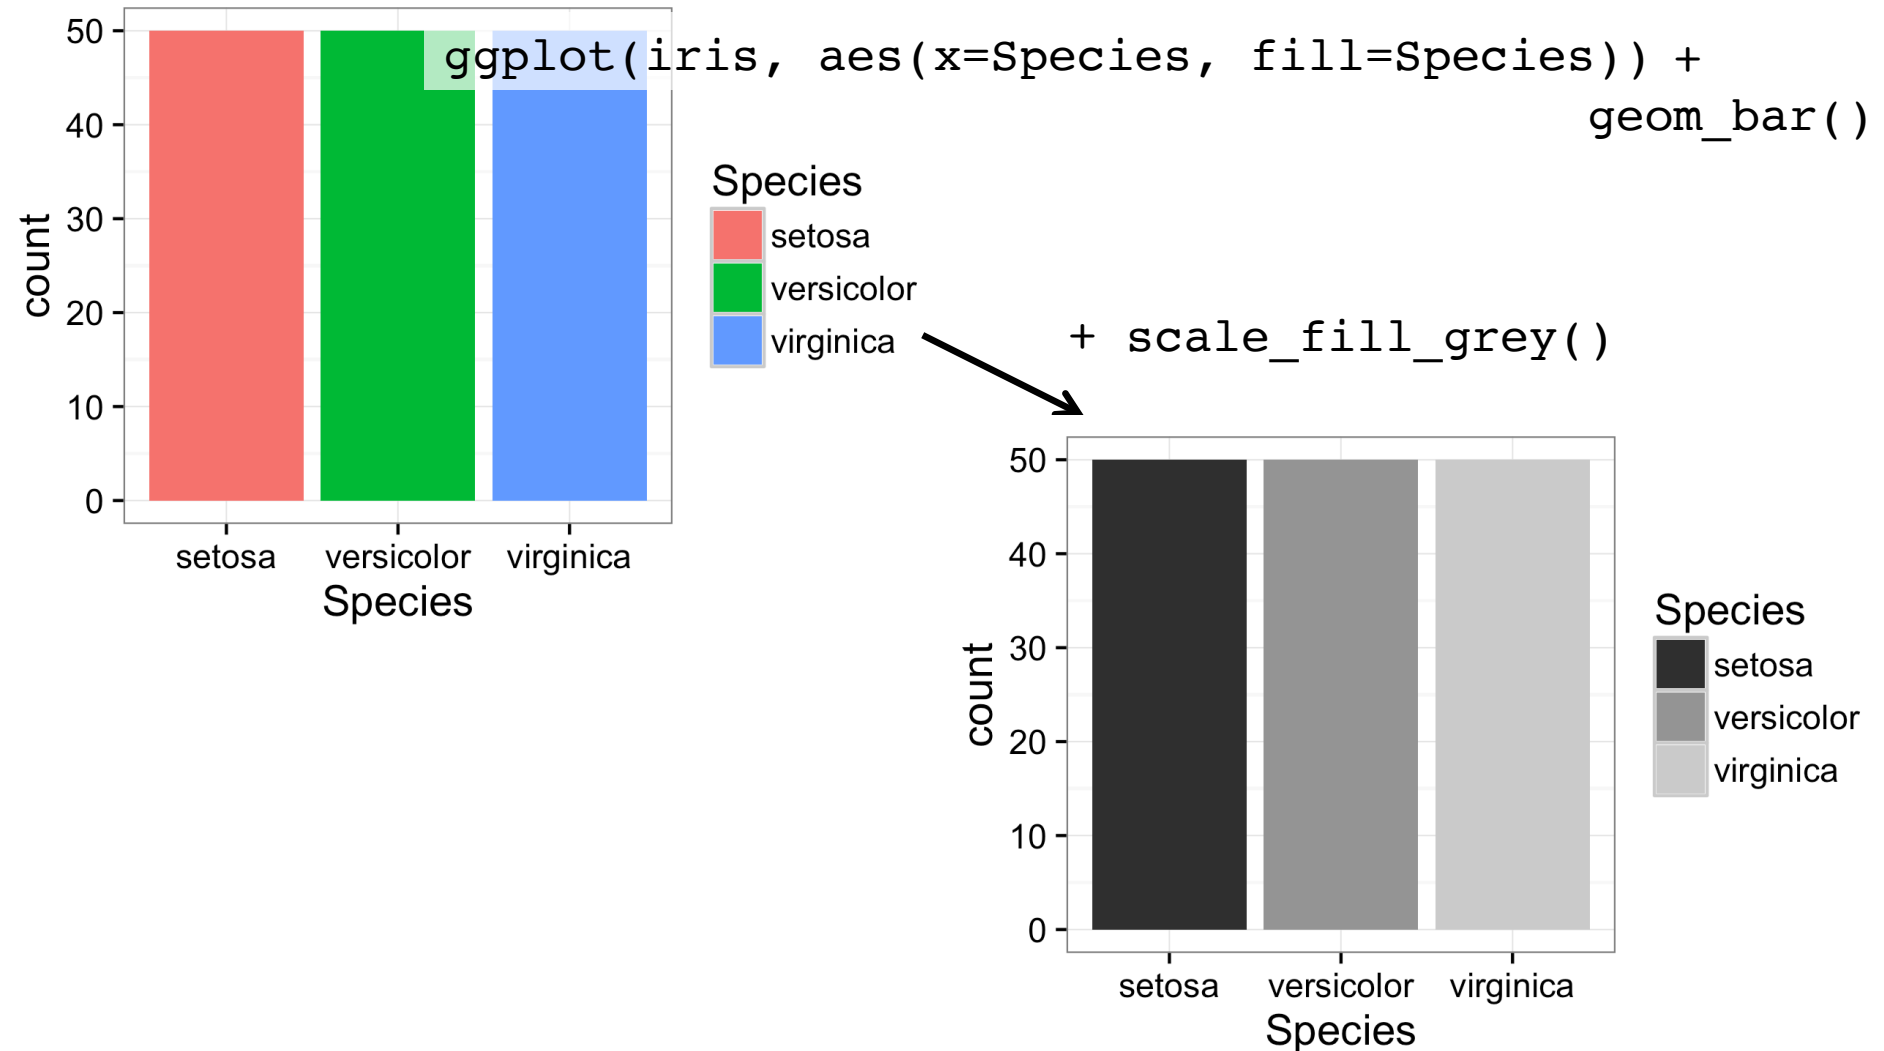 ggplot(iris, aes(x=Species, fill=Species)) +
geom_bar()
50
40
30
20
10
0
count
setosa versicolor virginica
Species
Species
setosa
versicolor
virginica
+ scale_fill_grey()
50
40
30
20
10
0
count
setosa versicolor virginica
Species
Species
setosa
versicolor
virginica